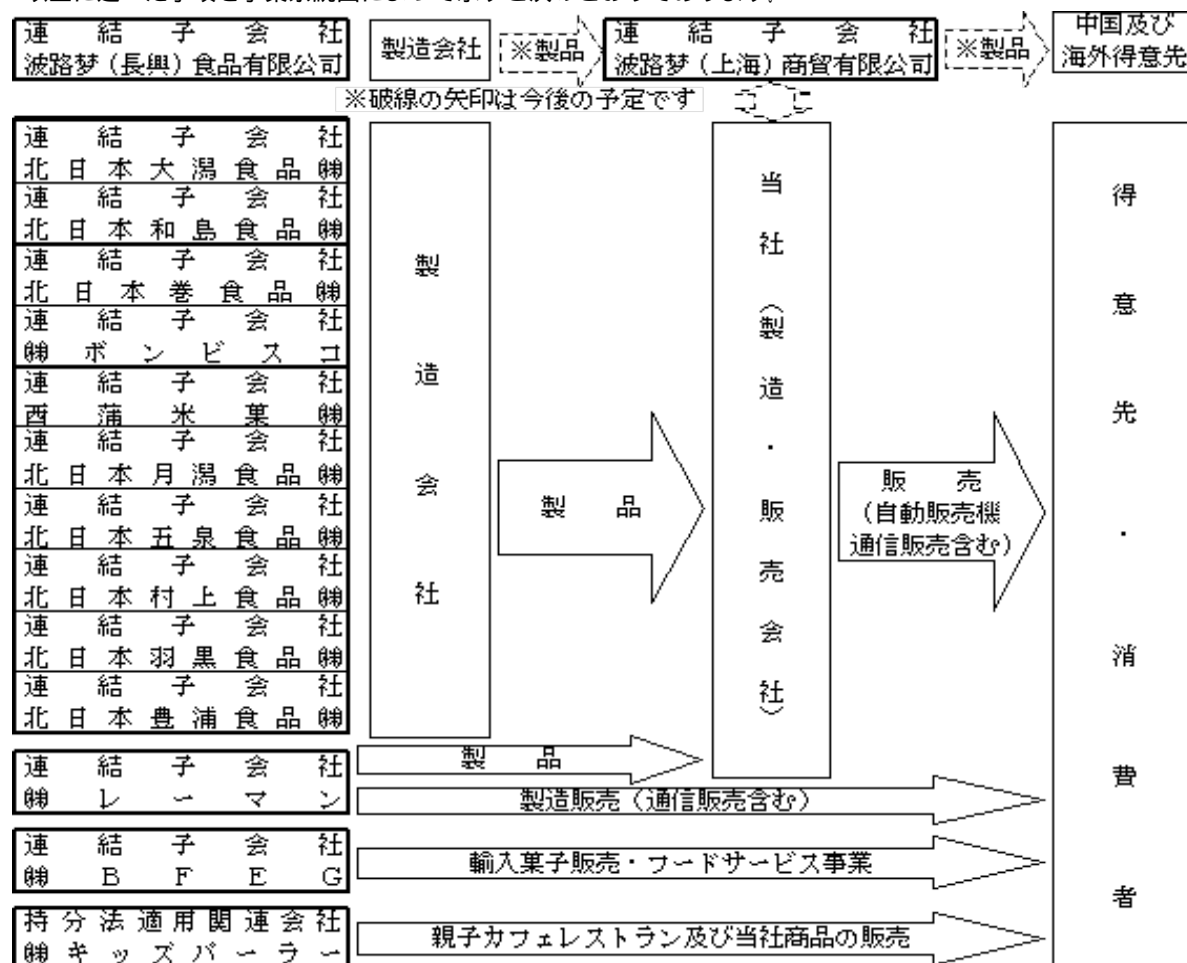 連結子会社
波路梦（長興）食品有限公司
製造会社
※製品
連結子会社
波路梦（上海）商貿有限公司
※製品
中国及び
海外得意先
※破線の矢印は今後の予定です
連結子会社
北日本大潟食品㈱
連結子会社
北日本和島食品㈱
連結子会社
北日本巻食品㈱
連結子会社
㈱ボンビスコ
連結子会社
西蒲米菓㈱
連結子会社
北日本月潟食品㈱
連結子会社
北日本五泉食品㈱
連結子会社
北日本村上食品㈱
連結子会社
北日本羽黒食品㈱
連結子会社
北日本豊浦食品㈱
製造会社
製品
当社（製造・販売会社）
販売
（自動販売機
通信販売含む）
得意先・消費者
連結子会社
㈱レーマン
製品
製造販売（通信販売含む）
連結子会社
㈱BFEG
輸入菓子販売・フードサービス事業
持分法適用関連会社
㈱キッズパーラー
親子カフェレストラン及び当社商品の販売